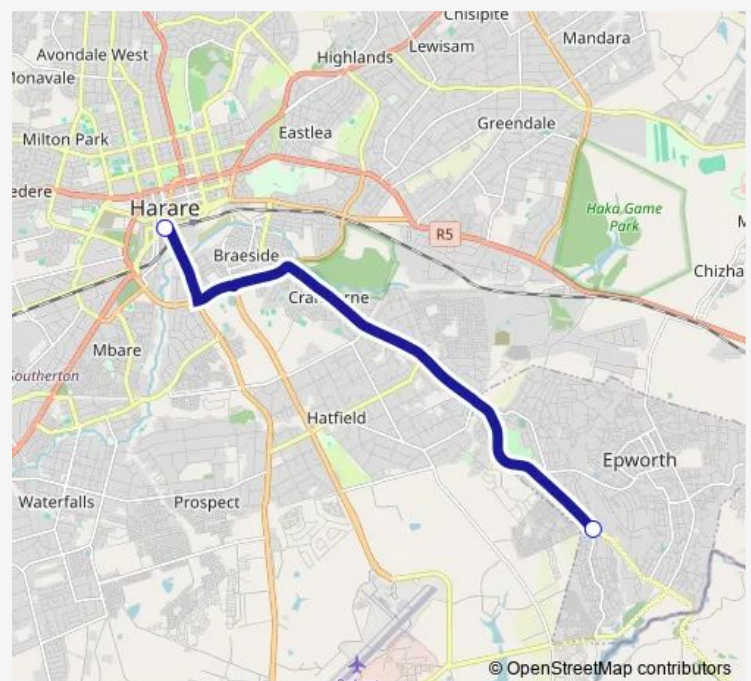 Chisipite
Avondale West
Highlands
Lewisam
Mandara
Monavale
Milton Park
Eastlea
Greendale
edere
Harare
Haka Game
Park
R5
Braeside
Chizha
Cranborne
Mbare
Southerton
Hatfield
Epworth
Waterfalls
Prospect
© OpenStreetMap contributors